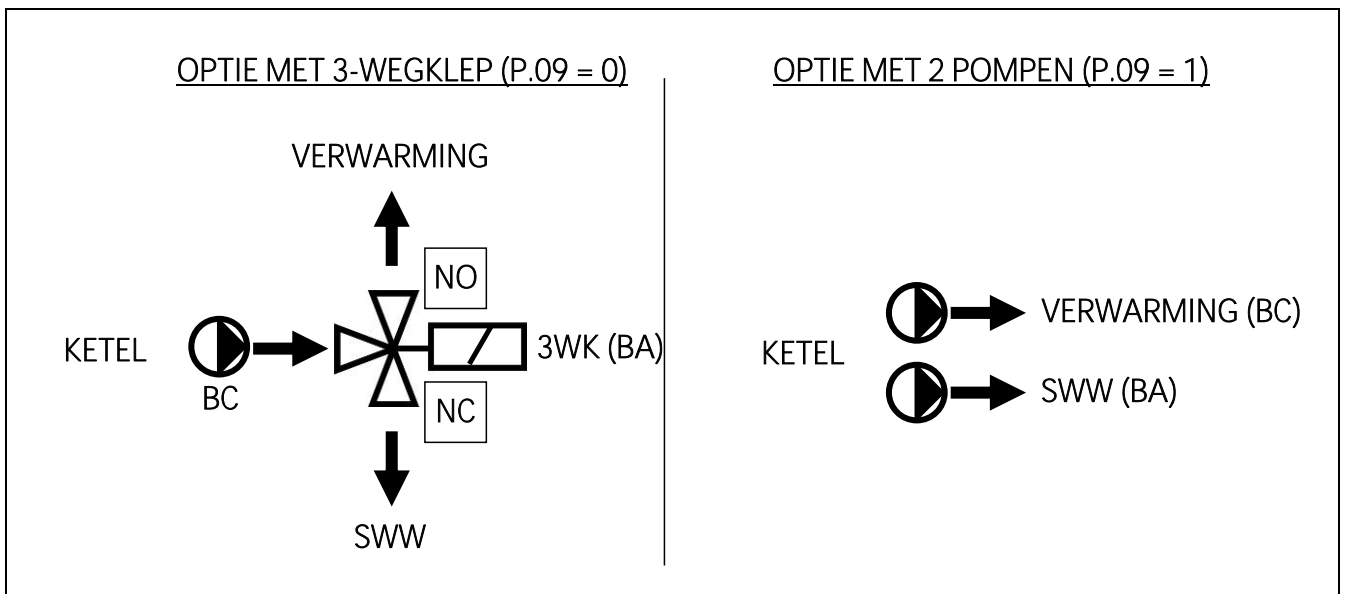 OPTIE MET 3-WEGKLEP (P.09 = 0)
VERWARMING
NO
KETEL
3WK (BA)
BC
NC
SWW
OPTIE MET 2 POMPEN (P.09 = 1)
VERWARMING (BC)
KETEL
SWW (BA)